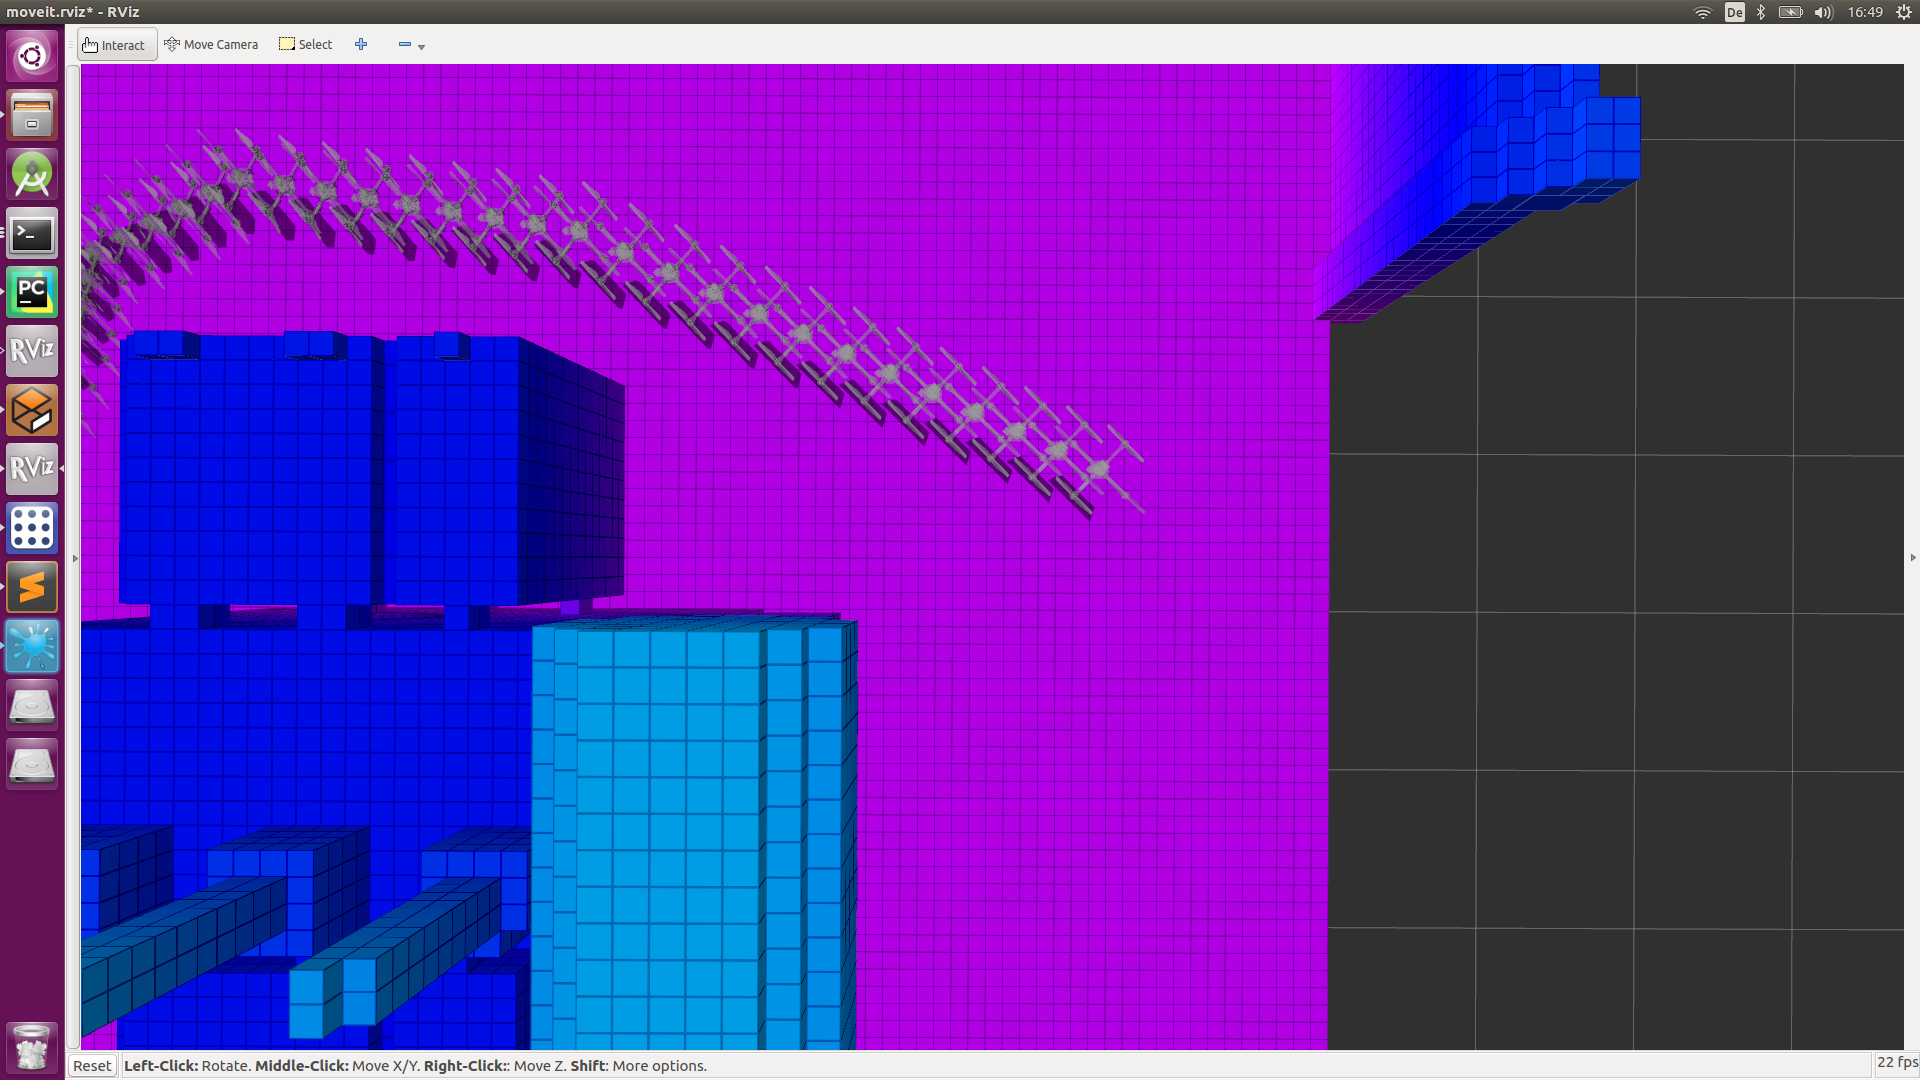 moveit.rviz* - RViz
De
16:49
Interact
Move Camera
Select
>_
PC
RViz
RViz
Reset
Left-Click: Rotate. Middle-Click: Move X/Y. Right-Click:: Move Z. Shift: More options.
22 fps